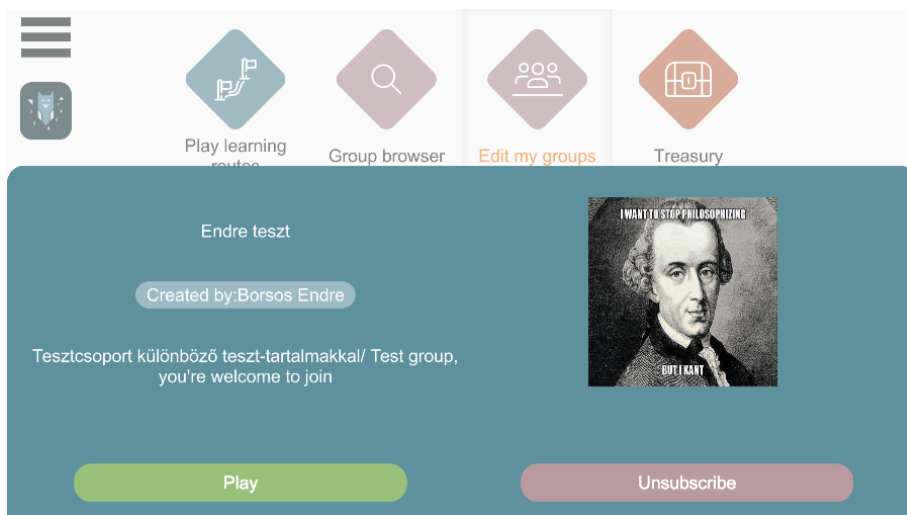 Play learning
routes
Group browser
Edit my groups
Treasury
Endre teszt
Created by:Borsos Endre
Tesztcsoport különböző teszt-tartalmakkal/ Test group,
you're welcome to join
I WANT TO STOP PHILOSOPHIZING
BUT I KANT
Play
Unsubscribe